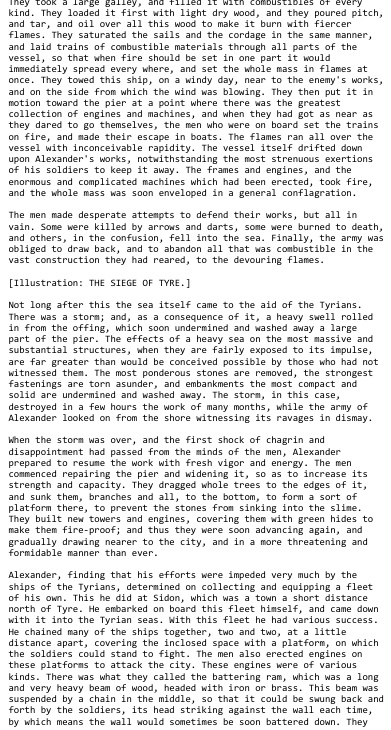 They took a large galley, and filled it with combustibles of every
kind. They loaded it first with light dry wood, and they poured pitch,
and tar, and oil over all this wood to make it burn with fiercer
flames. They saturated the sails and the cordage in the same manner,
and laid trains of combustible materials through all parts of the
vessel, so that when fire should be set in one part it would
immediately spread every where, and set the whole mass in flames at
once. They towed this ship, on a windy day, near to the enemy's works,
and on the side from which the wind was blowing. They then put it in
motion toward the pier at a point where there was the greatest
collection of engines and machines, and when they had got as near as
they dared to go themselves, the men who were on board set the trains
on fire, and made their escape in boats. The flames ran all over the
vessel with inconceivable rapidity. The vessel itself drifted down
upon Alexander's works, notwithstanding the most strenuous exertions
of his soldiers to keep it away. The frames and engines, and the
enormous and complicated machines which had been erected, took fire,
and the whole mass was soon enveloped in a general conflagration.

The men made desperate attempts to defend their works, but all in
vain. Some were killed by arrows and darts, some were burned to death,
and others, in the confusion, fell into the sea. Finally, the army was
obliged to draw back, and to abandon all that was combustible in the
vast construction they had reared, to the devouring flames.

[Illustration: THE SIEGE OF TYRE.]

Not long after this the sea itself came to the aid of the Tyrians.
There was a storm; and, as a consequence of it, a heavy swell rolled
in from the offing, which soon undermined and washed away a large
part of the pier. The effects of a heavy sea on the most massive and
substantial structures, when they are fairly exposed to its impulse,
are far greater than would be conceived possible by those who had not
witnessed them. The most ponderous stones are removed, the strongest
fastenings are torn asunder, and embankments the most compact and
solid are undermined and washed away. The storm, in this case,
destroyed in a few hours the work of many months, while the army of
Alexander looked on from the shore witnessing its ravages in dismay.

When the storm was over, and the first shock of chagrin and
disappointment had passed from the minds of the men, Alexander
prepared to resume the work with fresh vigor and energy. The men
commenced repairing the pier and widening it, so as to increase its
strength and capacity. They dragged whole trees to the edges of it,
and sunk them, branches and all, to the bottom, to form a sort of
platform there, to prevent the stones from sinking into the slime.
They built new towers and engines, covering them with green hides to
make them fire-proof; and thus they were soon advancing again, and
gradually drawing nearer to the city, and in a more threatening and
formidable manner than ever.

Alexander, finding that his efforts were impeded very much by the
ships of the Tyrians, determined on collecting and equipping a fleet
of his own. This he did at Sidon, which was a town a short distance
north of Tyre. He embarked on board this fleet himself, and came down
with it into the Tyrian seas. With this fleet he had various success.
He chained many of the ships together, two and two, at a little
distance apart, covering the inclosed space with a platform, on which
the soldiers could stand to fight. The men also erected engines on
these platforms to attack the city. These engines were of various
kinds. There was what they called the battering ram, which was a long
and very heavy beam of wood, headed with iron or brass. This beam was
suspended by a chain in the middle, so that it could be swung back and
forth by the soldiers, its head striking against the wall each time,
by which means the wall would sometimes be soon battered down. They